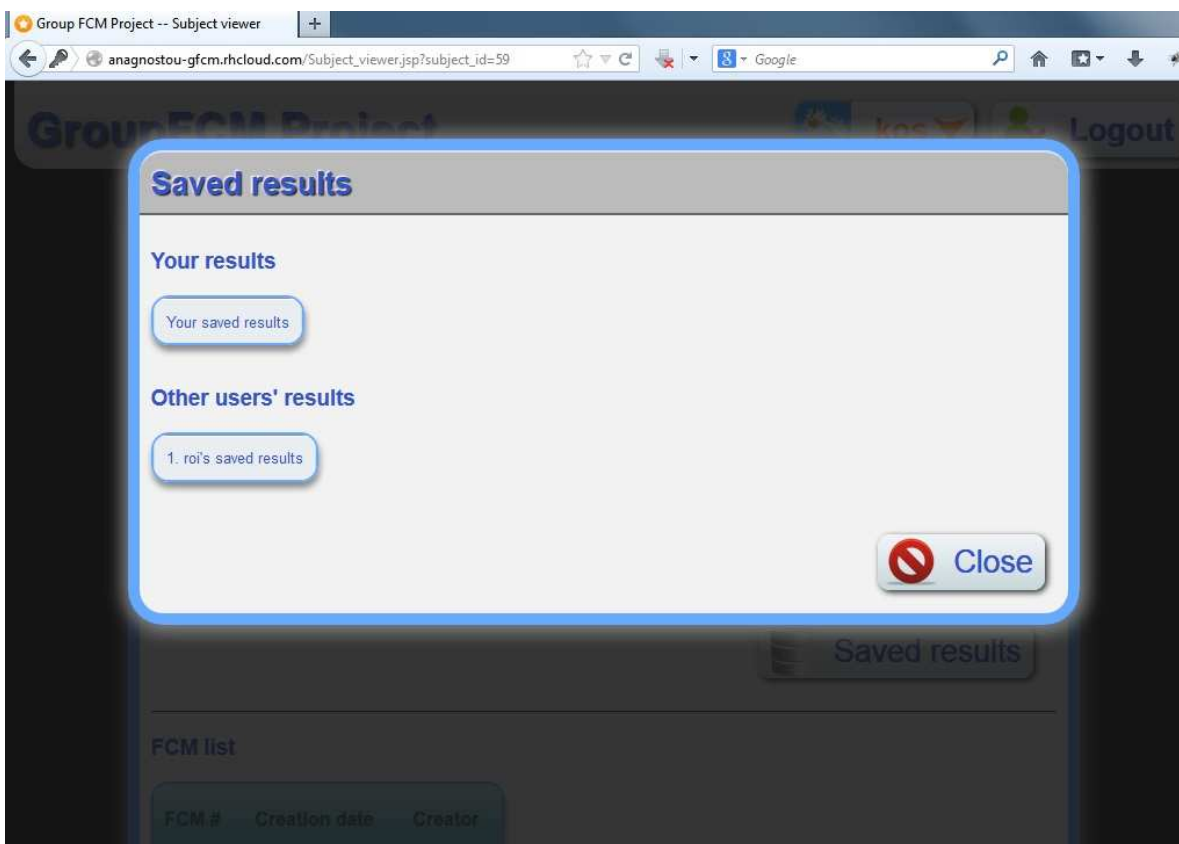 Group FCM Project -- Subject viewer
anagnostou-gfcm.rhcloud.com/Subject_viewer.jsp?subject_id=59
Google
GroupFCM Project
kos
Logout
Saved results
Your results
Your saved results
Other users' results
1. roi's saved results
Close
Saved results
FCM list
FCM # Creation date Creator